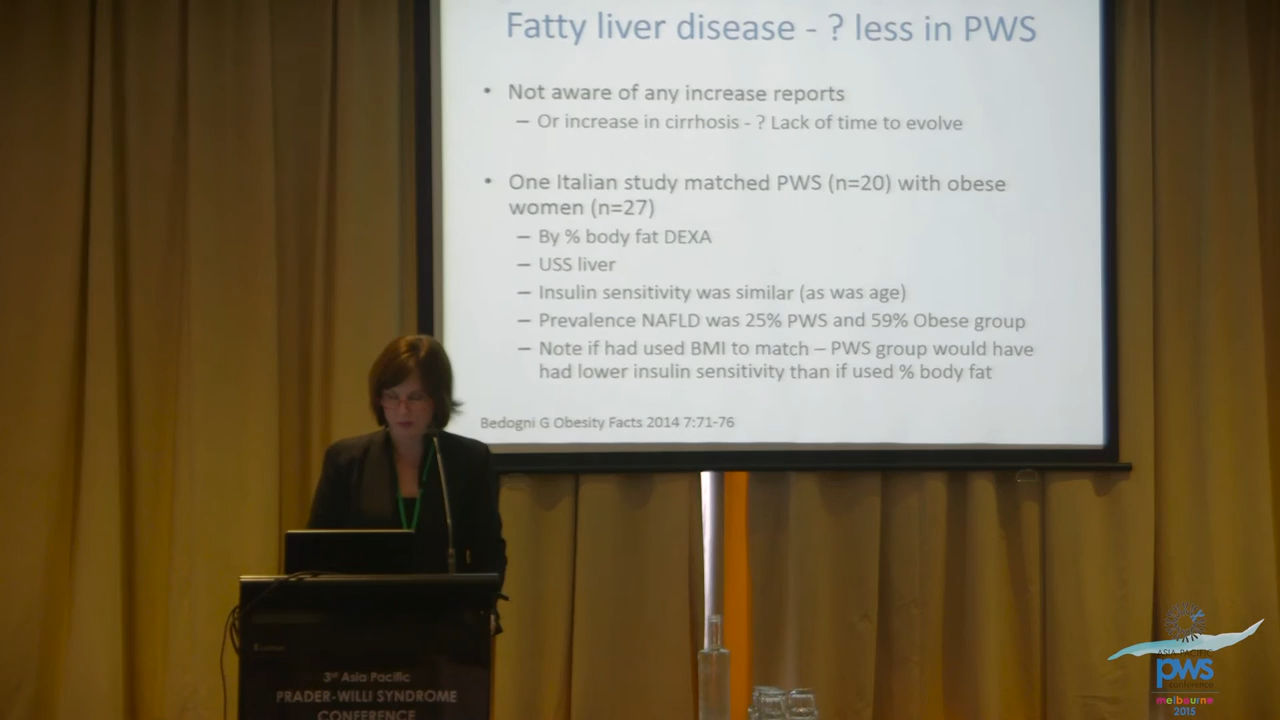 Fatty liver disease - ? less in PWS
• Not aware of any increase reports
– Or increase in cirrhosis - ? Lack of time to evolve
• One Italian study matched PWS (n=20) with obese
women (n=27)
– By % body fat DEXA
– USS liver
– Insulin sensitivity was similar (as was age)
– Prevalence NAFLD was 25% PWS and 59% Obese group
– Note if had used BMI to match – PWS group would have
had lower insulin sensitivity than if used % body fat
Bedogni G Obesity Facts 2014 7:71-76
3rd Asia Pacific
PRADER-WILLI SYNDROME
CONFERENCE
ASIA PACIFIC
pws
conference
melbourne
2015